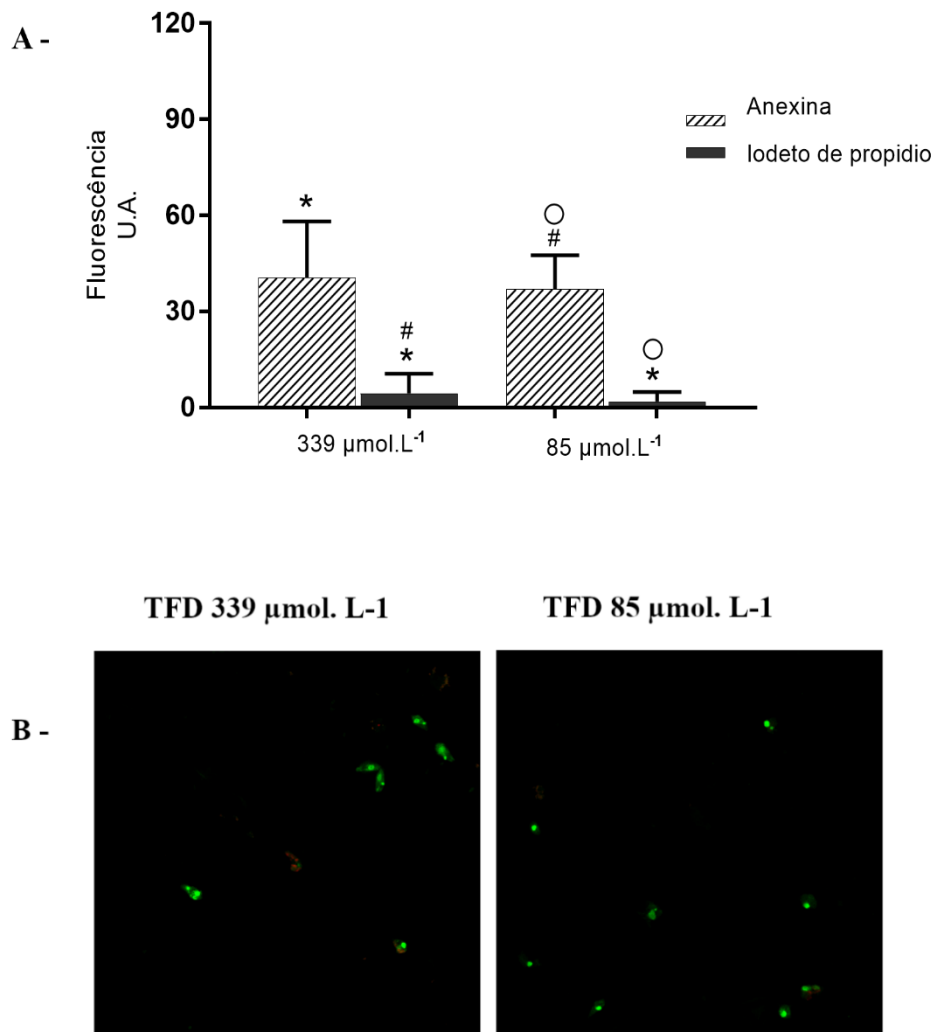 A -
120
90
60
30
0
Fluorescência
U.A.
*
#
*
#
*
Anexina
Iodeto de propidio
339 µmol.L⁻¹
85 µmol.L⁻¹
TFD 339 µmol. L-1
TFD 85 µmol. L-1
B -